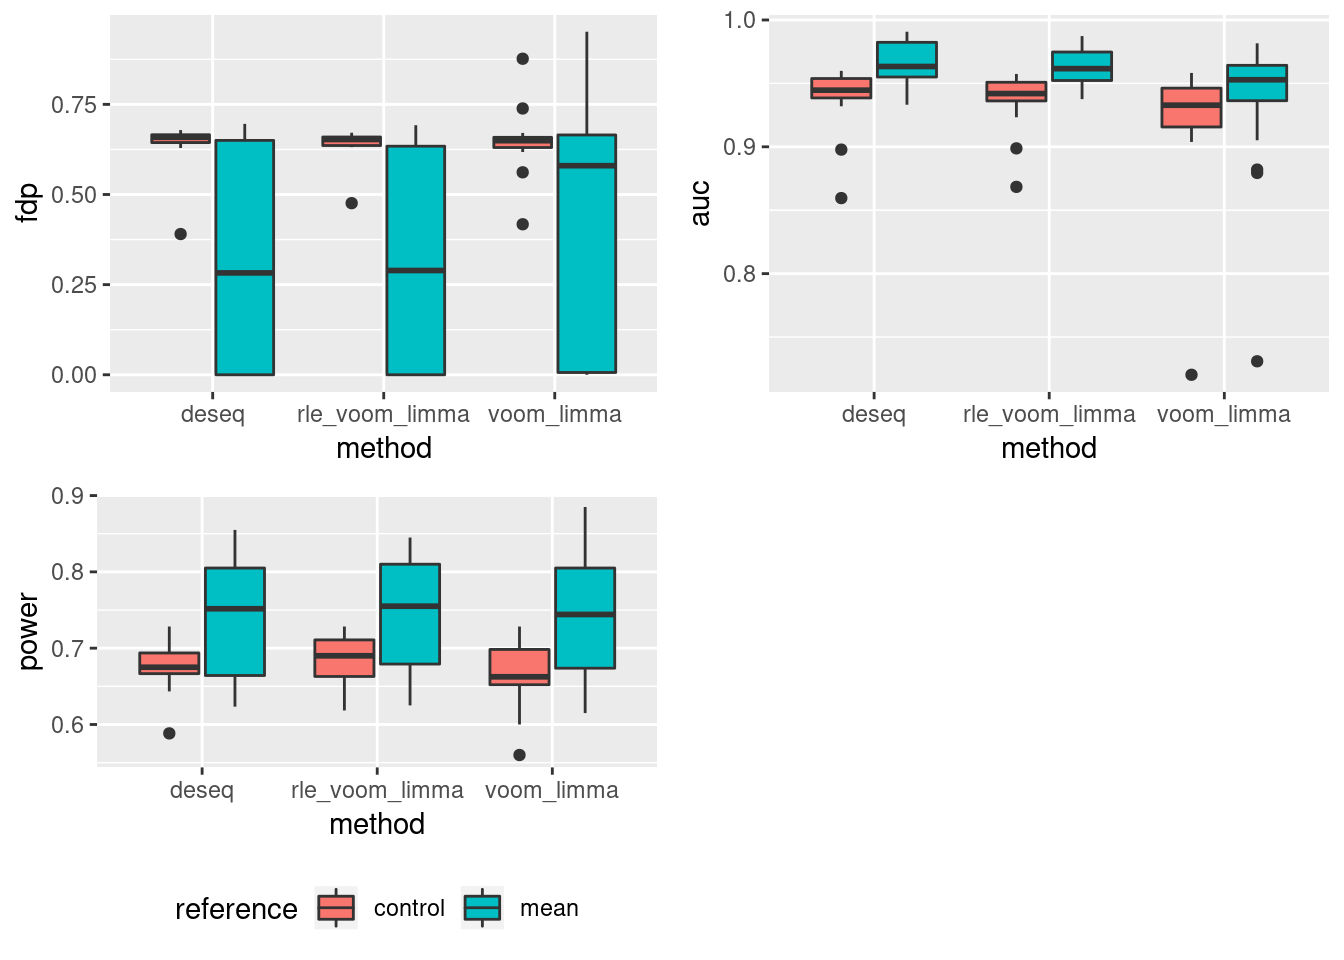 fdp
0.75
0.50
0.25
0.00
deseq rle_voom_limma voom_limma
method
auc
1.0
0.9
0.8
deseq rle_voom_limma voom_limma
method
power
0.9
0.8
0.7
0.6
deseq rle_voom_limma voom_limma
method
reference control mean